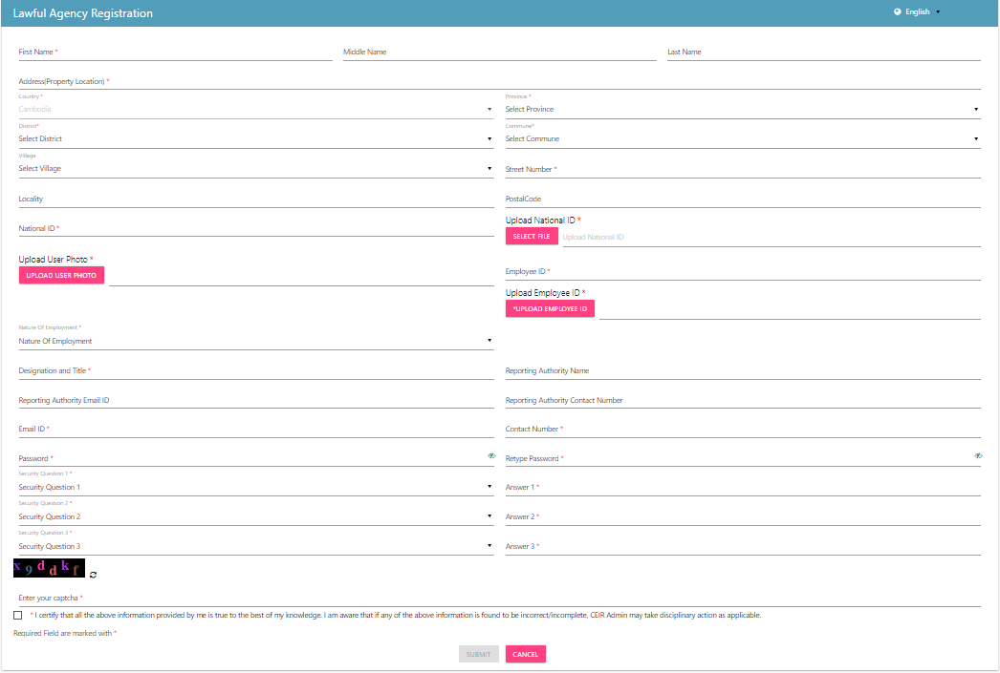 Lawful Agency Registration
English
First Name *
Middle Name
Last Name
Address(Property Location) *
Country *
Province *
Cambodia
Select Province
District*
Commune*
Select District
Select Commune
Village
Select Village
Street Number *
Locality
PostalCode
National ID *
Upload National ID *
SELECT FILE
Upload National ID
Upload User Photo *
UPLOAD USER PHOTO
Employee ID *
Upload Employee ID *
*UPLOAD EMPLOYEE ID
Nature Of Employment *
Nature Of Employment
Designation and Title *
Reporting Authority Name
Reporting Authority Email ID
Reporting Authority Contact Number
Email ID *
Contact Number *
Password *
Retype Password *
Security Question 1 *
Security Question 1
Answer 1 *
Security Question 2 *
Security Question 2
Answer 2 *
Security Question 3 *
Security Question 3
Answer 3 *
x9ddkf
Enter your captcha *
* I certify that all the above information provided by me is true to the best of my knowledge. I am aware that if any of the above information is found to be incorrect/incomplete, CEIR Admin may take disciplinary action as applicable.
Required Field are marked with *
SUBMIT
CANCEL